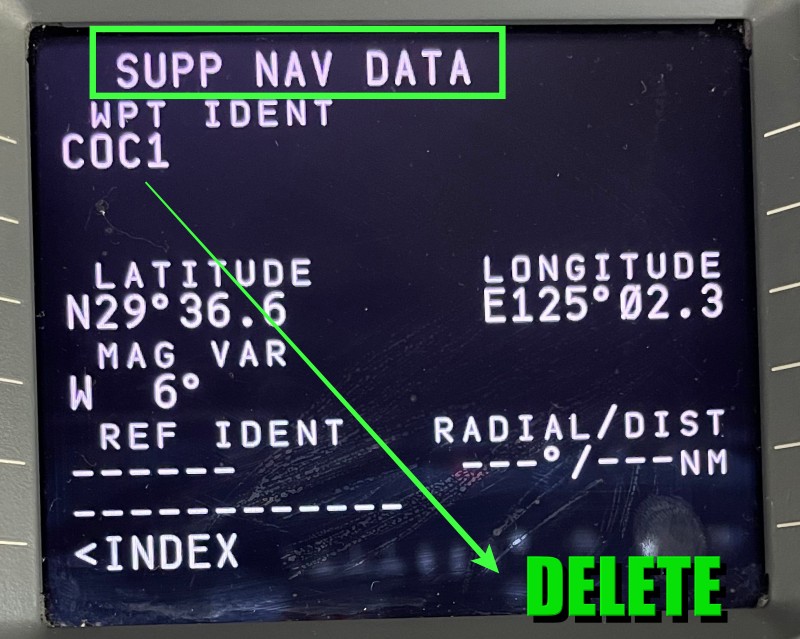 SUPP NAV DATA
WPT IDENT
COC1
LATITUDE LONGITUDE
N29°36.6 E125°Ø2.3
MAG VAR
W 6°
REF IDENT RADIAL/DIST
------ ---°/---NM
-------------
<INDEX
DELETE